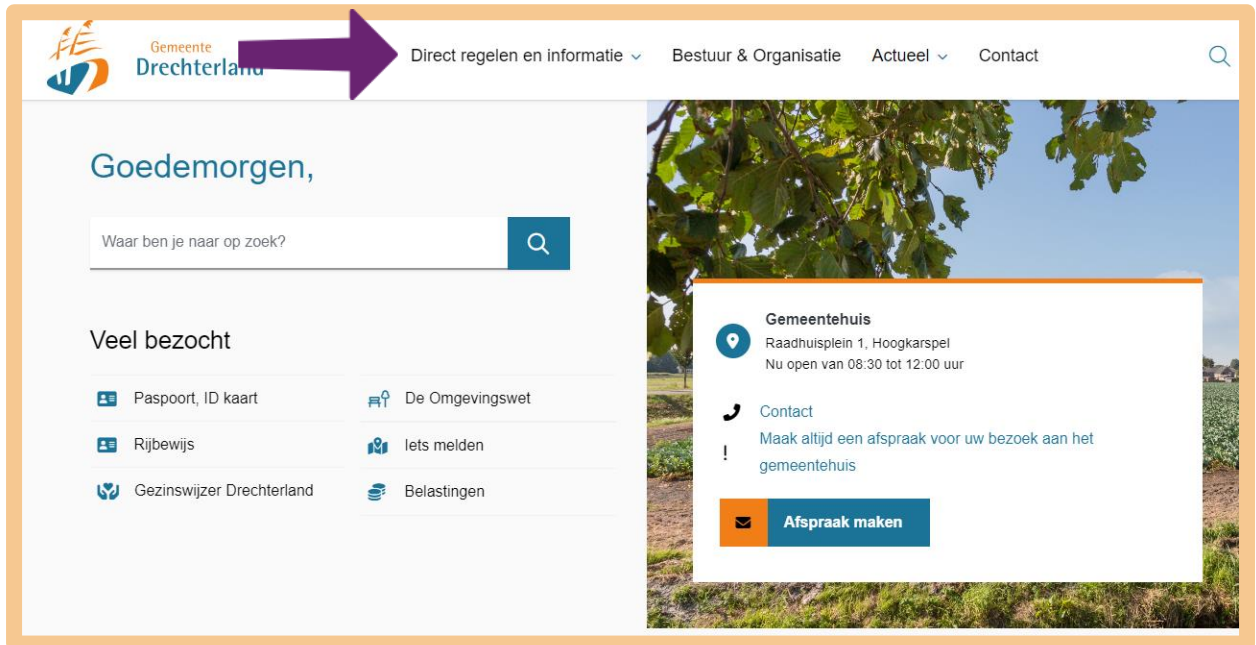 Gemeente
Drechterland
Direct regelen en informatie
Bestuur & Organisatie
Actueel
Contact
Goedemorgen,
Waar ben je naar op zoek?
Veel bezocht
Paspoort, ID kaart
De Omgevingswet
Rijbewijs
Iets melden
Gezinswijzer Drechterland
Belastingen
Gemeentehuis
Raadhuisplein 1, Hoogkarspel
Nu open van 08:30 tot 12:00 uur
Contact
! Maak altijd een afspraak voor uw bezoek aan het
gemeentehuis
Afspraak maken